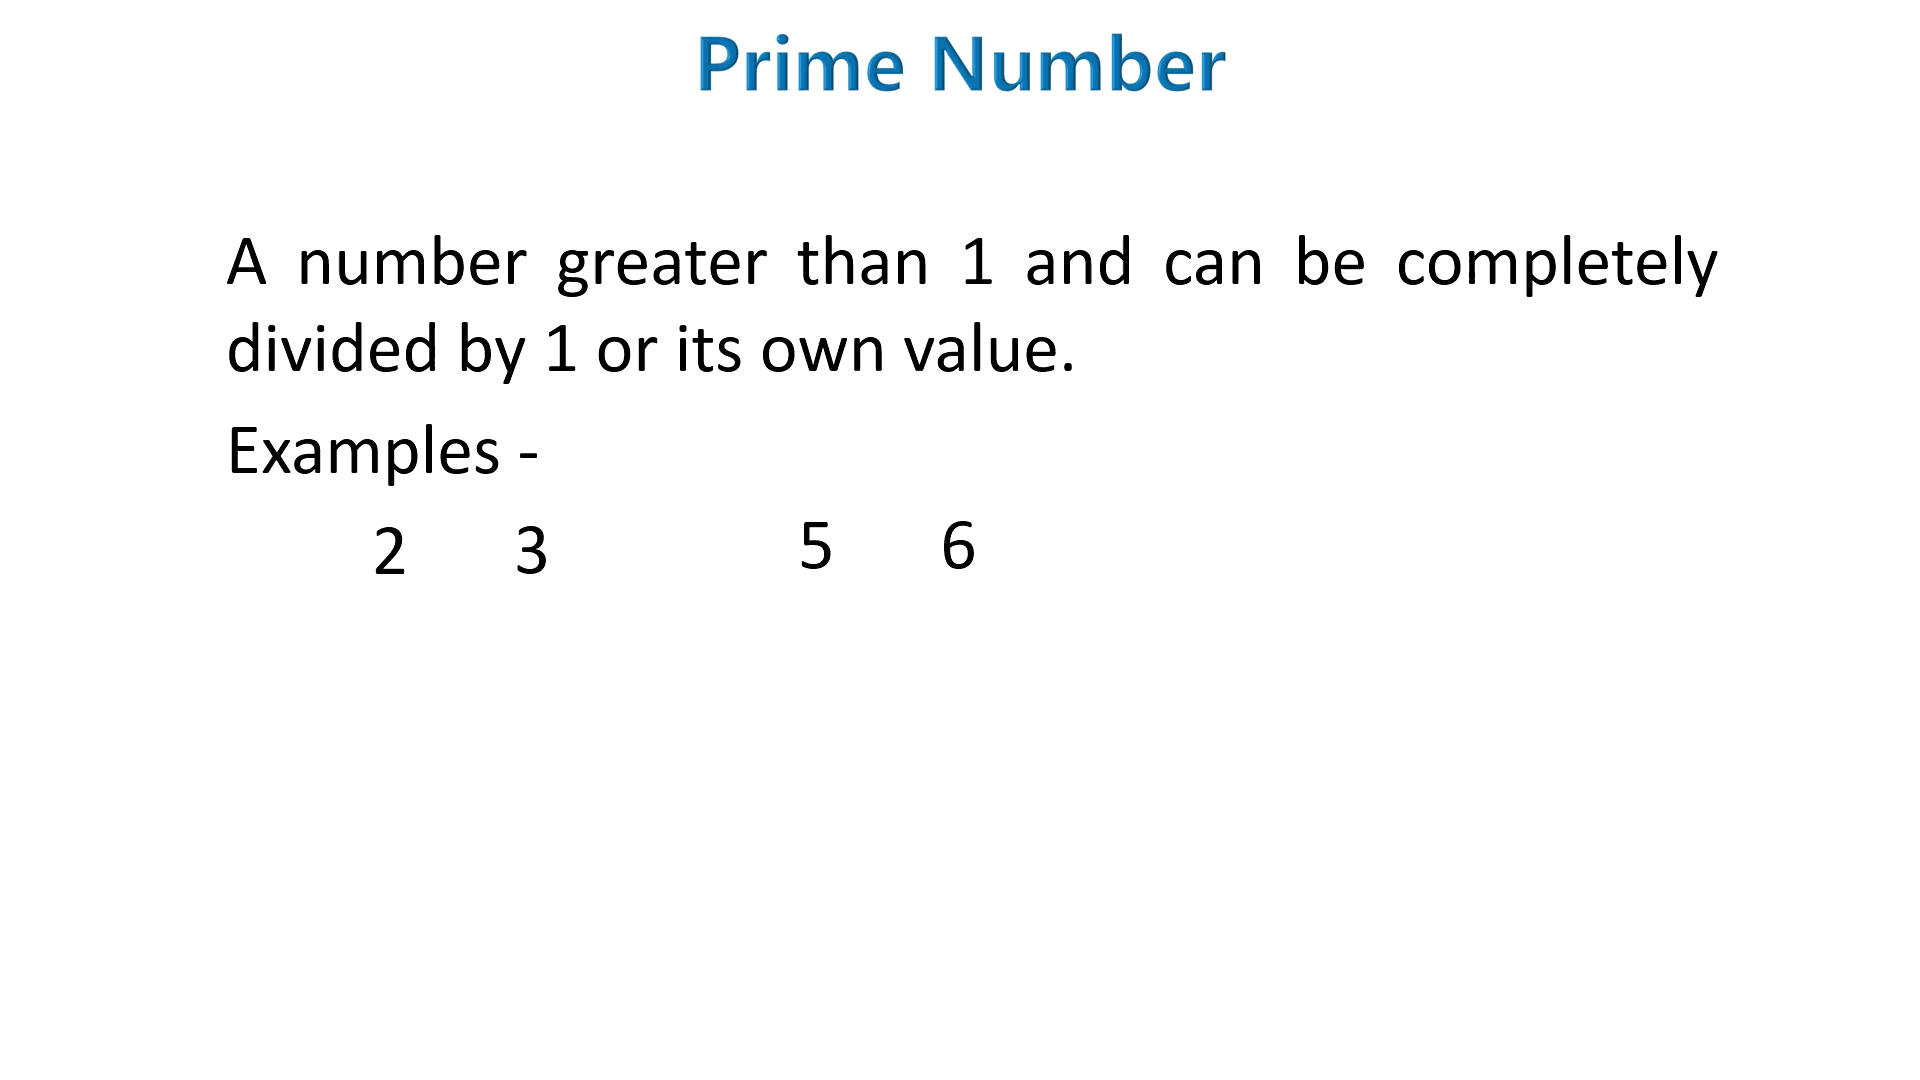 Prime Number
A number greater than 1 and can be completely
divided by 1 or its own value.
Examples -
2 3 5 6